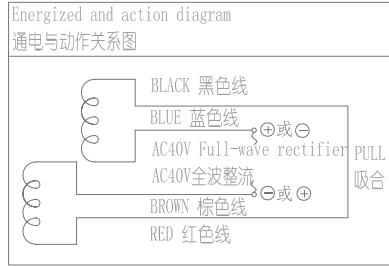 Energized and action diagram
通电与动作关系图
BLACK 黑色线
BLUE 蓝色线
⊕或⊖
AC40V Full-wave rectifier
PULL
AC40V全波整流
吸合
⊖或⊕
BROWN 棕色线
RED 红色线